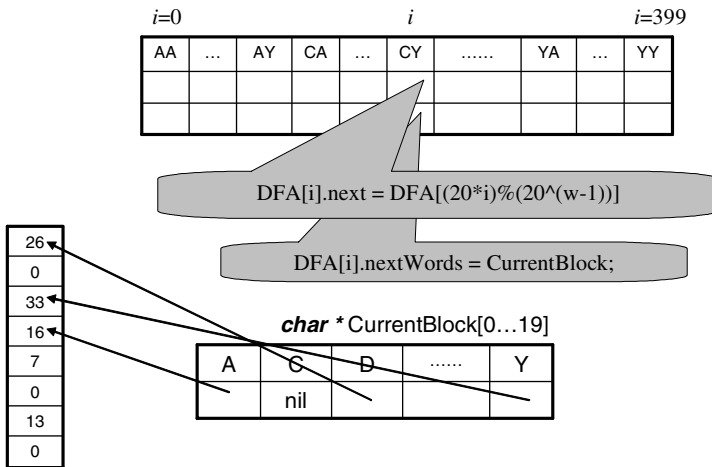 i=0 i i=399
AA ... AY CA ... CY ...... YA ... YY
DFA[i].next = DFA[(20*i)%(20^(w-1))]
DFA[i].nextWords = CurrentBlock;
26
0
33
16
7
0
13
0
char * CurrentBlock[0...19]
A C D ...... Y
nil